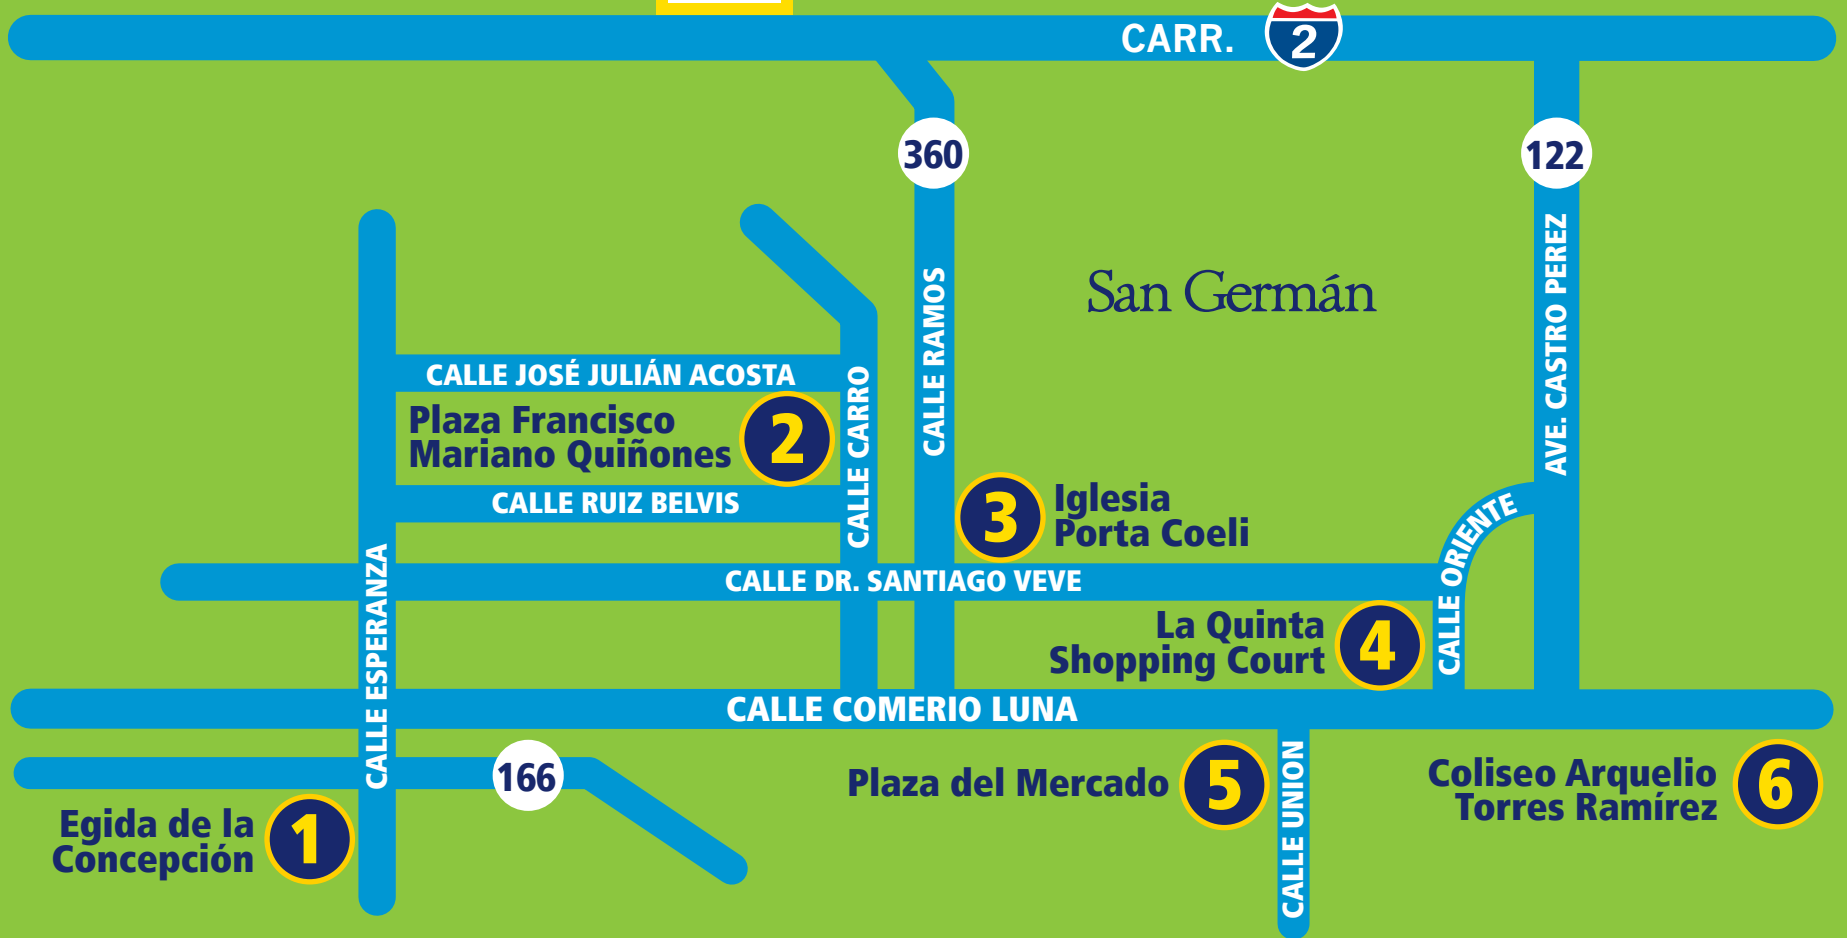 CARR. 2
360
122
San Germán
CALLE RAMOS
AVE. CASTRO PEREZ
CALLE JOSÉ JULIÁN ACOSTA
Plaza Francisco
Mariano Quiñones
2
CALLE CARRO
CALLE RUIZ BELVIS
3
Iglesia
Porta Coeli
CALLE ORIENTE
CALLE DR. SANTIAGO VEVE
La Quinta
Shopping Court
4
CALLE ESPERANZA
CALLE COMERIO LUNA
166
Plaza del Mercado 5
CALLE UNION
Coliseo Arquelio
Torres Ramírez
6
Egida de la
Concepción
1